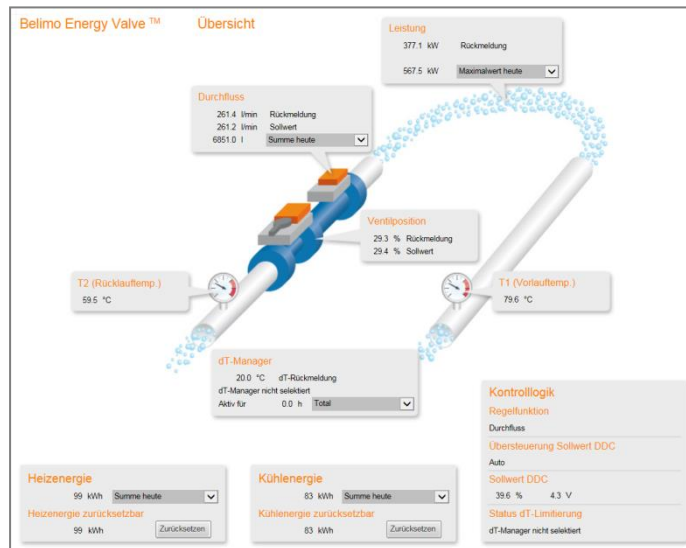 Belimo Energy Valve TM Übersicht
Leistung
377.1 kW Rückmeldung
567.5 kW Maximalwert heute
Durchfluss
261.4 l/min Rückmeldung
261.2 l/min Sollwert
6851.0 l Summe heute
Ventilposition
29.3 % Rückmeldung
29.4 % Sollwert
T2 (Rücklauftemp.)
59.5 °C
T1 (Vorlauftemp.)
79.6 °C
dT-Manager
20.0 °C dT-Rückmeldung
dT-Manager nicht selektiert
Aktiv für 0.0 h Total
Kontrolllogik
Regelfunktion
Durchfluss
Übersteuerung Sollwert DDC
Auto
Sollwert DDC
39.6 % 4.3 V
Status dT-Limitierung
dT-Manager nicht selektiert
Heizenergie
99 kWh Summe heute
Heizenergie zurücksetzbar
99 kWh Zurücksetzen
Kühlenergie
83 kWh Summe heute
Kühlenergie zurücksetzbar
83 kWh Zurücksetzen